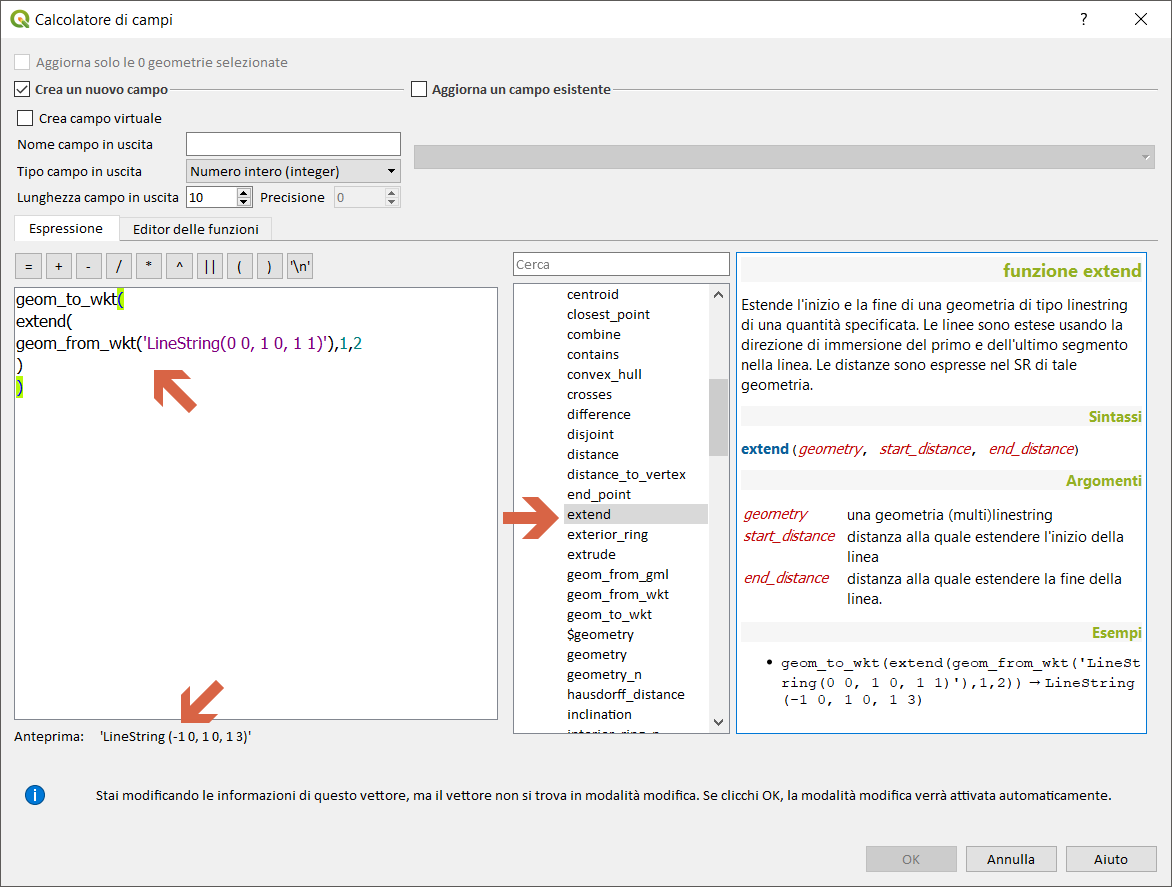 Calcolatore di campi
?
Aggiorna solo le 0 geometrie selezionate
Crea un nuovo campo
Aggiorna un campo esistente
Crea campo virtuale
Nome campo in uscita
Tipo campo in uscita Numero intero (integer)
Lunghezza campo in uscita 10 Precisione 0
Espressione Editor delle funzioni
= + - / * ^ || ( ) '\n'
geom_to_wkt(
extend(
geom_from_wkt('LineString(0 0, 1 0, 1 1)'),1,2
)
)
Anteprima: 'LineString (-1 0, 1 0, 1 3)'
Cerca
centroid
closest_point
combine
contains
convex_hull
crosses
difference
disjoint
distance
distance_to_vertex
end_point
extend
exterior_ring
extrude
geom_from_gml
geom_from_wkt
geom_to_wkt
$geometry
geometry
geometry_n
hausdorff_distance
inclination
interior_ring_n
funzione extend
Estende l'inizio e la fine di una geometria di tipo linestring
di una quantità specificata. Le linee sono estese usando la
direzione di immersione del primo e dell'ultimo segmento
nella linea. Le distanze sono espresse nel SR di tale
geometria.
Sintassi
extend (geometry, start_distance, end_distance)
Argomenti
geometry una geometria (multi)linestring
start_distance distanza alla quale estendere l'inizio della
linea
end_distance distanza alla quale estendere la fine della
linea.
Esempi
• geom_to_wkt(extend(geom_from_wkt('LineSt
ring(0 0, 1 0, 1 1)'),1,2)) → LineString
(-1 0, 1 0, 1 3)
Stai modificando le informazioni di questo vettore, ma il vettore non si trova in modalità modifica. Se clicchi OK, la modalità modifica verrà attivata automaticamente.
OK Annulla Aiuto